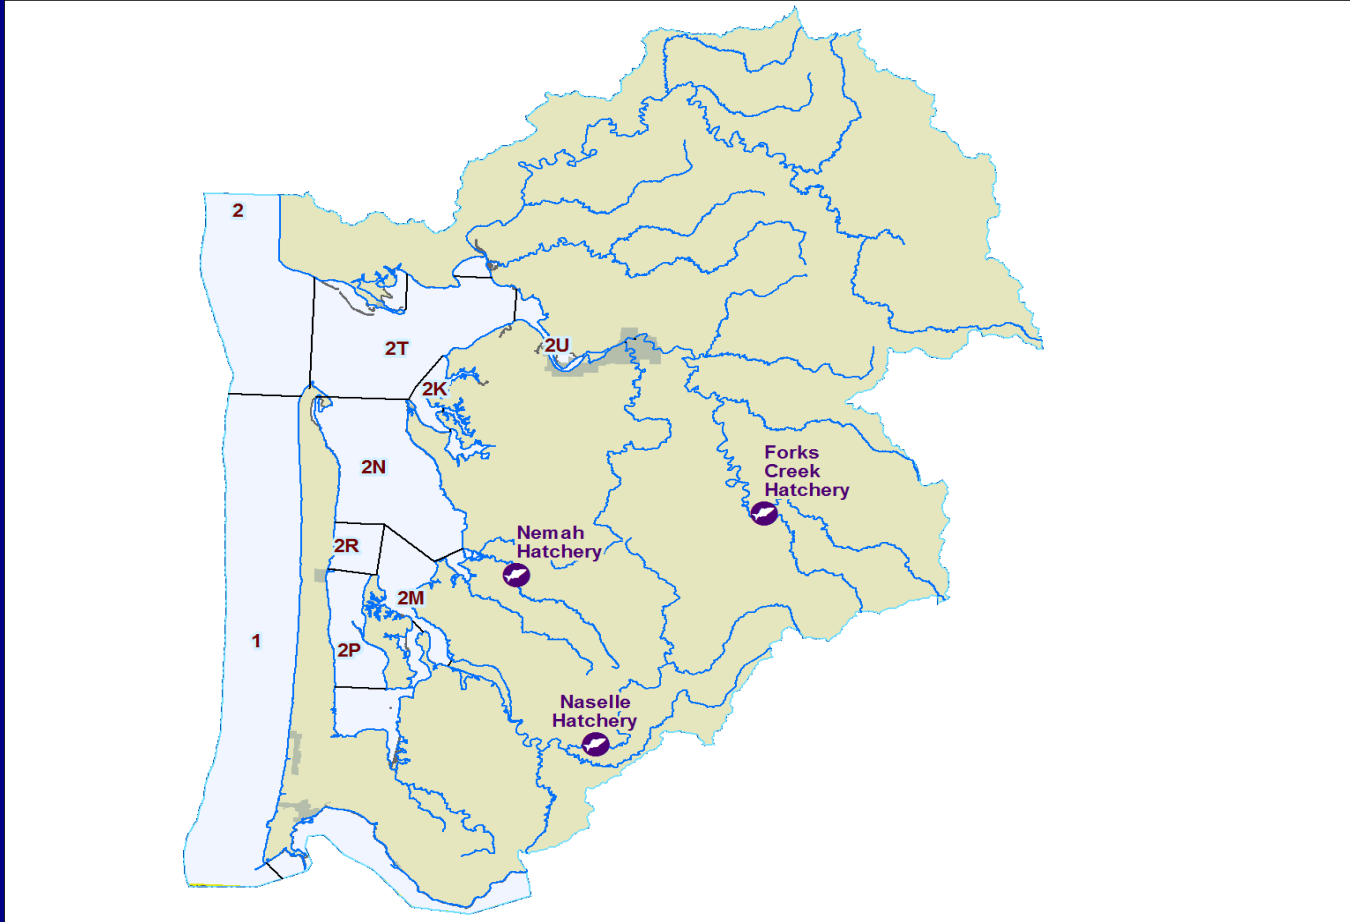 2
2T
2U
2K
2N
Forks
Creek
Hatchery
Nemah
Hatchery
2R
2M
1
2P
Naselle
Hatchery